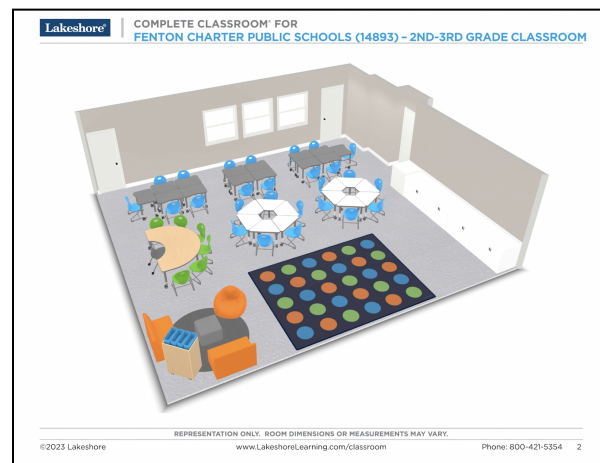 Lakeshore®
COMPLETE CLASSROOM® FOR
FENTON CHARTER PUBLIC SCHOOLS (14893) – 2ND-3RD GRADE CLASSROOM
REPRESENTATION ONLY. ROOM DIMENSIONS OR MEASUREMENTS MAY VARY.
©2023 Lakeshore www.LakeshoreLearning.com/classroom Phone: 800-421-5354 2